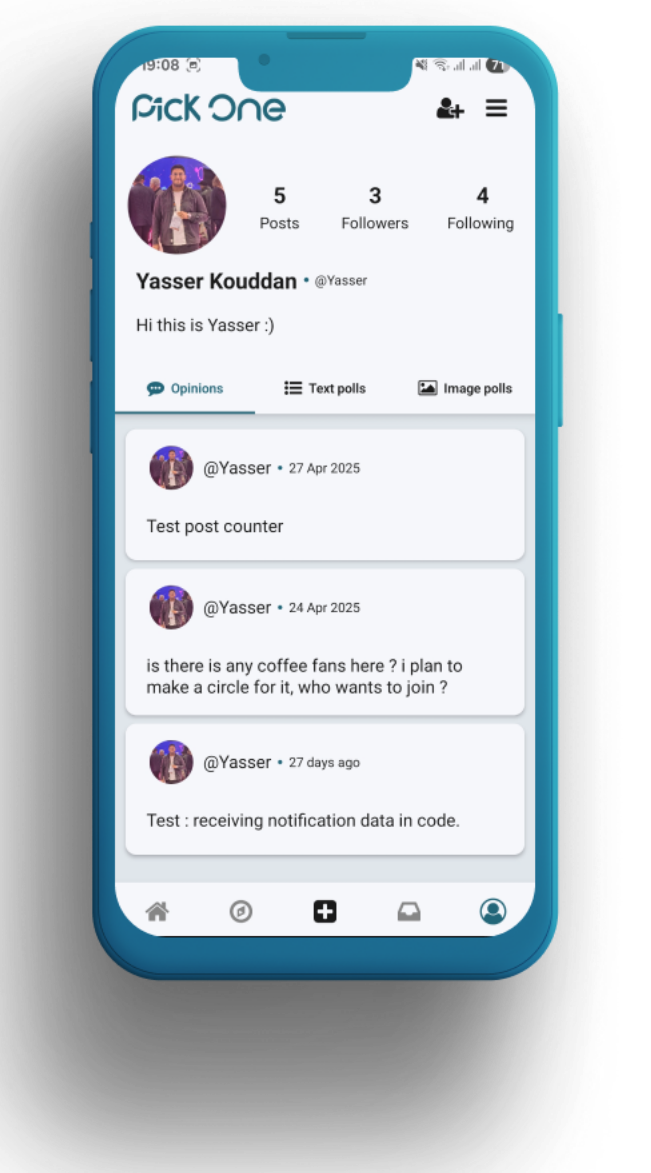 19:08
71
Pick One
5 3 4
Posts Followers Following
Yasser Kouddan • @Yasser
Hi this is Yasser :)
Opinions Text polls Image polls
@Yasser • 27 Apr 2025
Test post counter
@Yasser • 24 Apr 2025
is there is any coffee fans here ? i plan to
make a circle for it, who wants to join ?
@Yasser • 27 days ago
Test : receiving notification data in code.